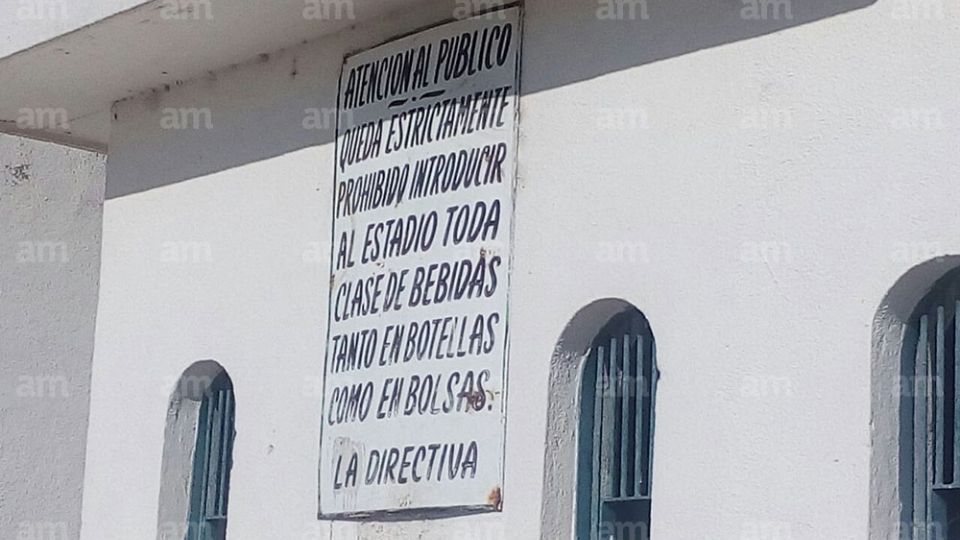 ATENCION AL PUBLICO
QUEDA ESTRICTAMENTE
PROHIBIDO INTRODUCIR
AL ESTADIO TODA
CLASE DE BEBIDAS
TANTO EN BOTELLAS
COMO EN BOLSAS.
LA DIRECTIVA
am